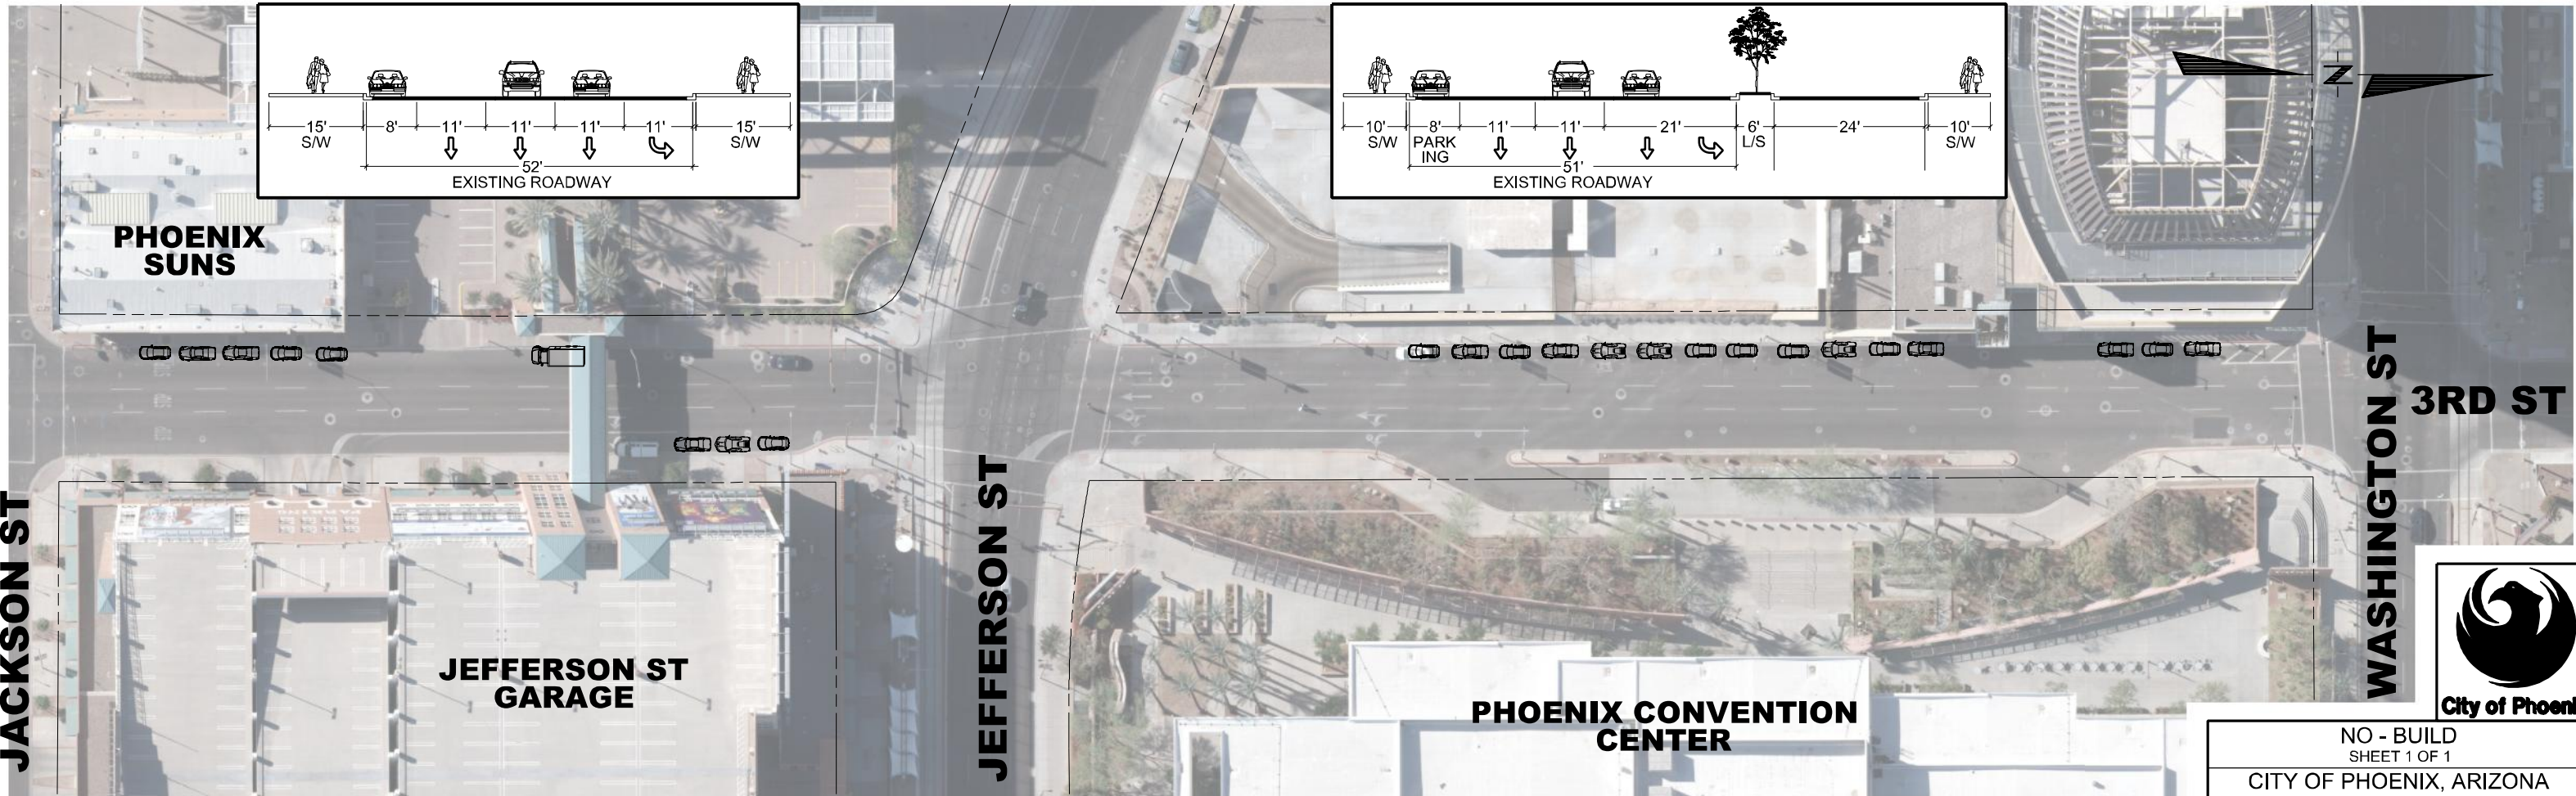 15'
S/W
8'
11'
11'
11'
11'
15'
S/W
52'
EXISTING ROADWAY
10'
S/W
8'
PARK
ING
11'
11'
21'
6'
L/S
24'
10'
S/W
51'
EXISTING ROADWAY
N
PHOENIX
SUNS
JACKSON ST
JEFFERSON ST
GARAGE
JEFFERSON ST
PHOENIX CONVENTION
CENTER
WASHINGTON ST
3RD ST
City of Phoeni
NO - BUILD
SHEET 1 OF 1
CITY OF PHOENIX, ARIZONA